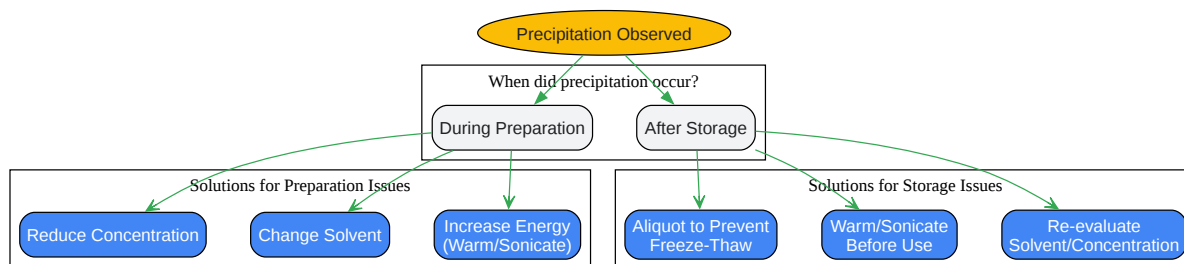 Precipitation Observed
When did precipitation occur?
During Preparation
After Storage
Solutions for Preparation Issues
Solutions for Storage Issues
Reduce Concentration
Change Solvent
Increase Energy
(Warm/Sonicate)
Aliquot to Prevent
Freeze-Thaw
Warm/Sonicate
Before Use
Re-evaluate
Solvent/Concentration